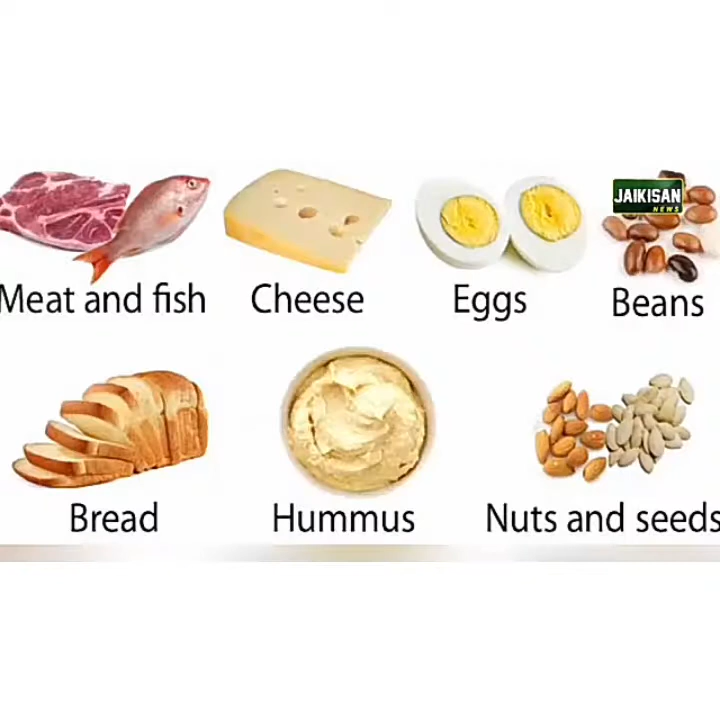 JAIKISAN
NEWS
Meat and fish
Cheese
Eggs
Beans
Bread
Hummus
Nuts and seeds